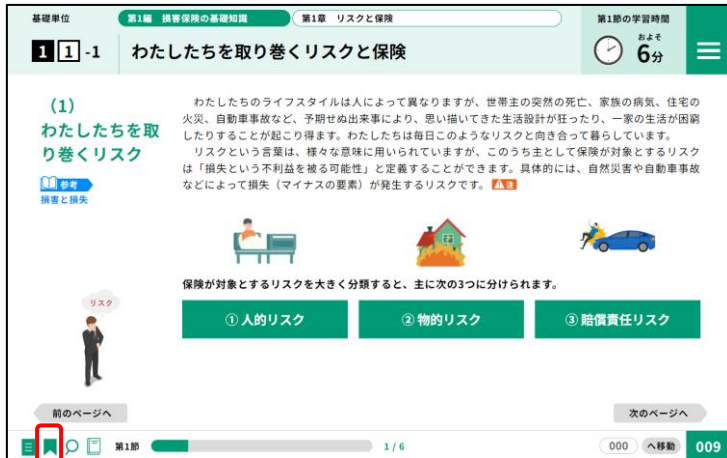 基礎単位
第1編 損害保険の基礎知識
第1章 リスクと保険
第1節の学習時間
1 1 -1
わたしたちを取り巻くリスクと保険
およそ
6分
(1)
わたしたちを取
り巻くリスク
参考
損害と損失
わたしたちのライフスタイルは人によって異なりますが、世帯主の突然の死亡、家族の病気、住宅の
火災、自動車事故など、予期せぬ出来事により、思い描いてきた生活設計が狂ったり、一家の生活が困窮
したりすることが起こり得ます。わたしたちは毎日このようなリスクと向き合って暮らしています。
リスクという言葉は、様々な意味に用いられていますが、このうち主として保険が対象とするリスク
は「損失という不利益を被る可能性」と定義することができます。具体的には、自然災害や自動車事故
などによって損失（マイナスの要素）が発生するリスクです。 注
保険が対象とするリスクを大きく分類すると、主に次の3つに分けられます。
リスク
① 人的リスク
② 物的リスク
③ 賠償責任リスク
前のページへ
次のページへ
第1節
1 / 6
000
へ移動
009